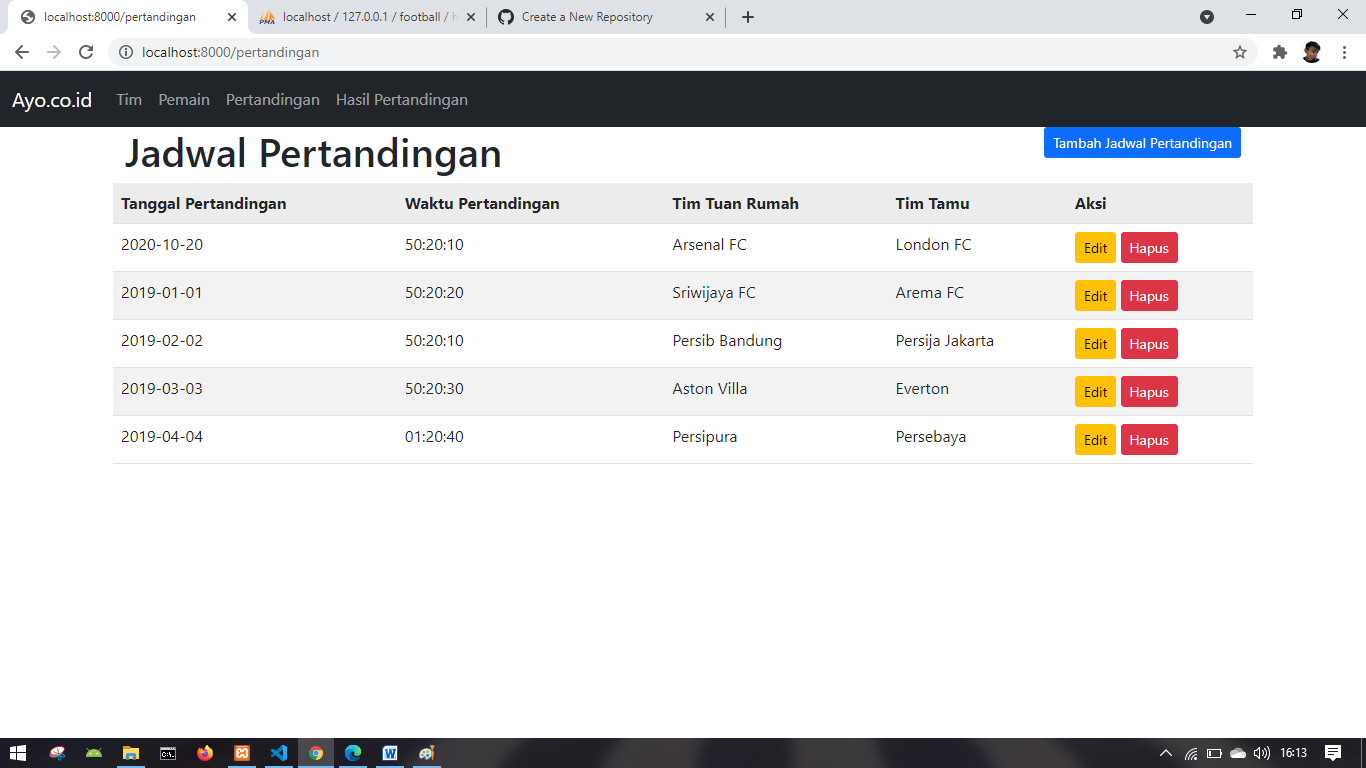 localhost:8000/pertandingan
localhost / 127.0.0.1 / football / h
Create a New Repository
localhost:8000/pertandingan
Ayo.co.id Tim Pemain Pertandingan Hasil Pertandingan
Jadwal Pertandingan
Tambah Jadwal Pertandingan
Tanggal Pertandingan Waktu Pertandingan Tim Tuan Rumah Tim Tamu Aksi
2020-10-20 50:20:10 Arsenal FC London FC Edit Hapus
2019-01-01 50:20:20 Sriwijaya FC Arema FC Edit Hapus
2019-02-02 50:20:10 Persib Bandung Persija Jakarta Edit Hapus
2019-03-03 50:20:30 Aston Villa Everton Edit Hapus
2019-04-04 01:20:40 Persipura Persebaya Edit Hapus
16:13